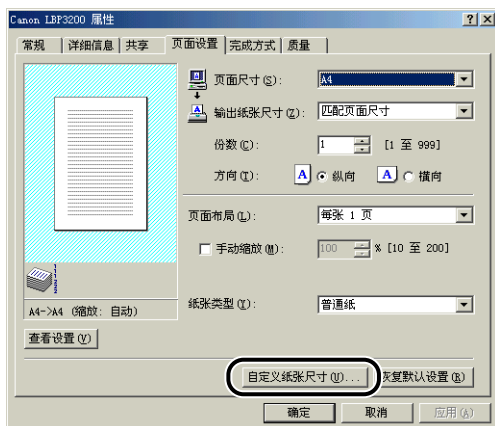 Canon LBP3200 属性
常规 详细信息 共享 页面设置 完成方式 质量
页面尺寸(S): A4
输出纸张尺寸(Z): 匹配页面尺寸
份数(C): 1 [1 至 999]
方向(T): A 纵向 A 横向
页面布局(L): 每张 1 页
手动缩放(M): 100 % [10 至 200]
A4->A4 (缩放: 自动)
纸张类型(Y): 普通纸
查看设置(V)
自定义纸张尺寸(U)... 恢复默认设置(R)
确定 取消 应用(A)